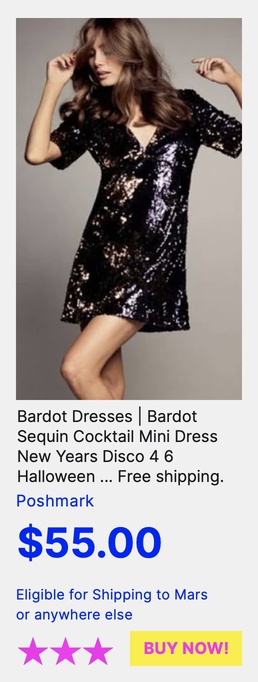 Bardot Dresses | Bardot
Sequin Cocktail Mini Dress
New Years Disco 4 6
Halloween ... Free shipping.
Poshmark
$55.00
Eligible for Shipping to Mars
or anywhere else
BUY NOW!